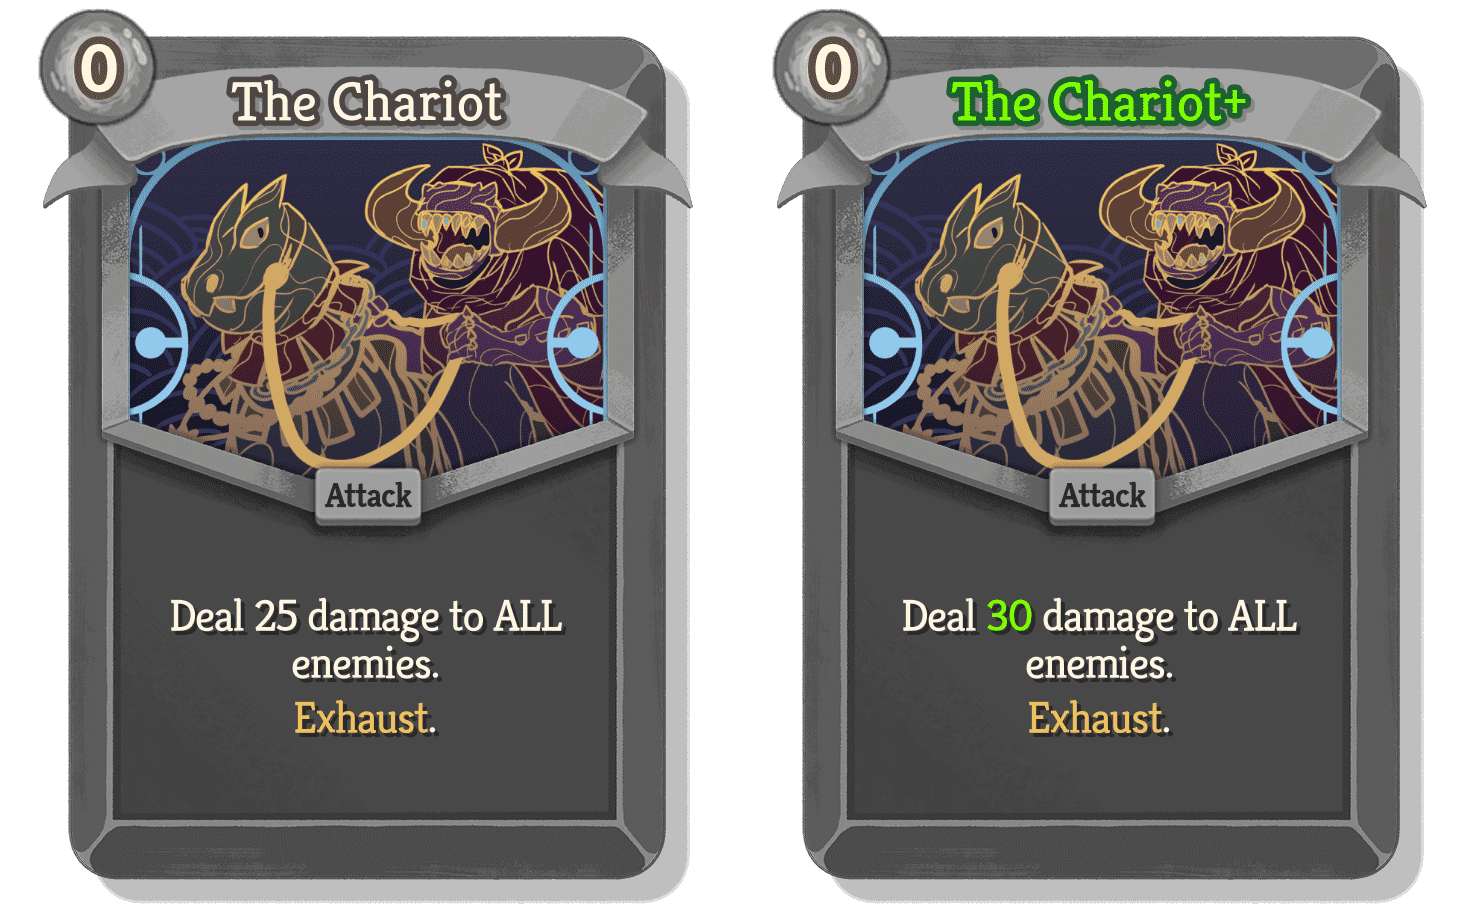 0
The Chariot
Attack
Deal 25 damage to ALL
enemies.
Exhaust.
0
The Chariot+
Attack
Deal 30 damage to ALL
enemies.
Exhaust.